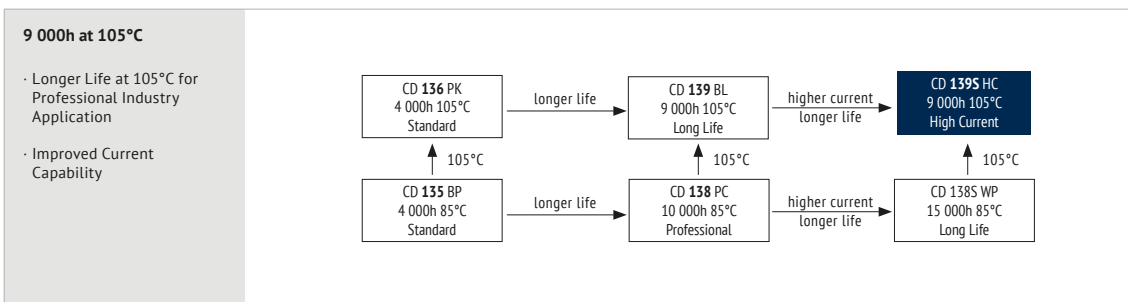 9 000h at 105°C
· Longer Life at 105°C for
Professional Industry
Application
· Improved Current
Capability
CD 136 PK
4 000h 105°C
Standard
longer life
CD 139 BL
9 000h 105°C
Long Life
higher current
longer life
CD 139S HC
9 000h 105°C
High Current
105°C
105°C
105°C
CD 135 BP
4 000h 85°C
Standard
longer life
CD 138 PC
10 000h 85°C
Professional
higher current
longer life
CD 138S WP
15 000h 85°C
Long Life